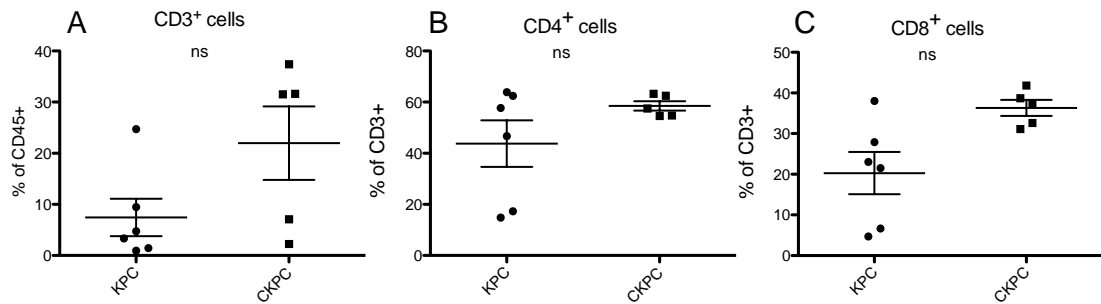 A
CD3⁺ cells
ns
% of CD45+
40
30
20
10
0
KPC
CKPC
B
CD4⁺ cells
ns
% of CD3+
80
60
40
20
0
KPC
CKPC
C
CD8⁺ cells
ns
% of CD3+
50
40
30
20
10
0
KPC
CKPC